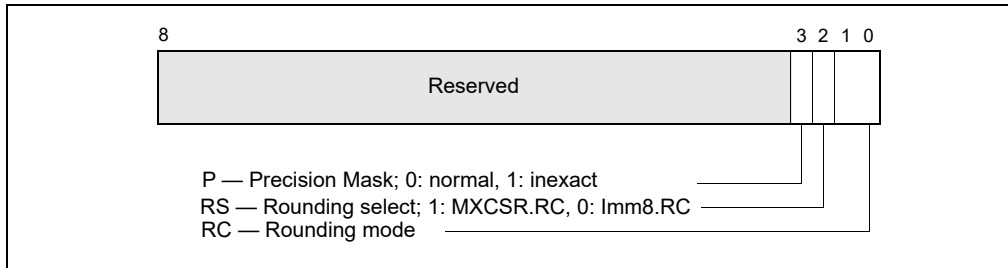 8 3 2 1 0
Reserved
P — Precision Mask; 0: normal, 1: inexact
RS — Rounding select; 1: MXCSR.RC, 0: Imm8.RC
RC — Rounding mode